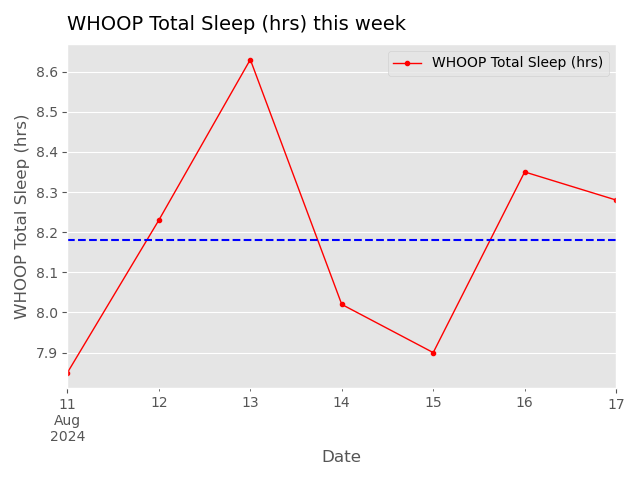 WHOOP Total Sleep (hrs) this week
WHOOP Total Sleep (hrs)
WHOOP Total Sleep (hrs)
8.6
8.5
8.4
8.3
8.2
8.1
8.0
7.9
11 12 13 14 15 16 17
Aug
2024
Date